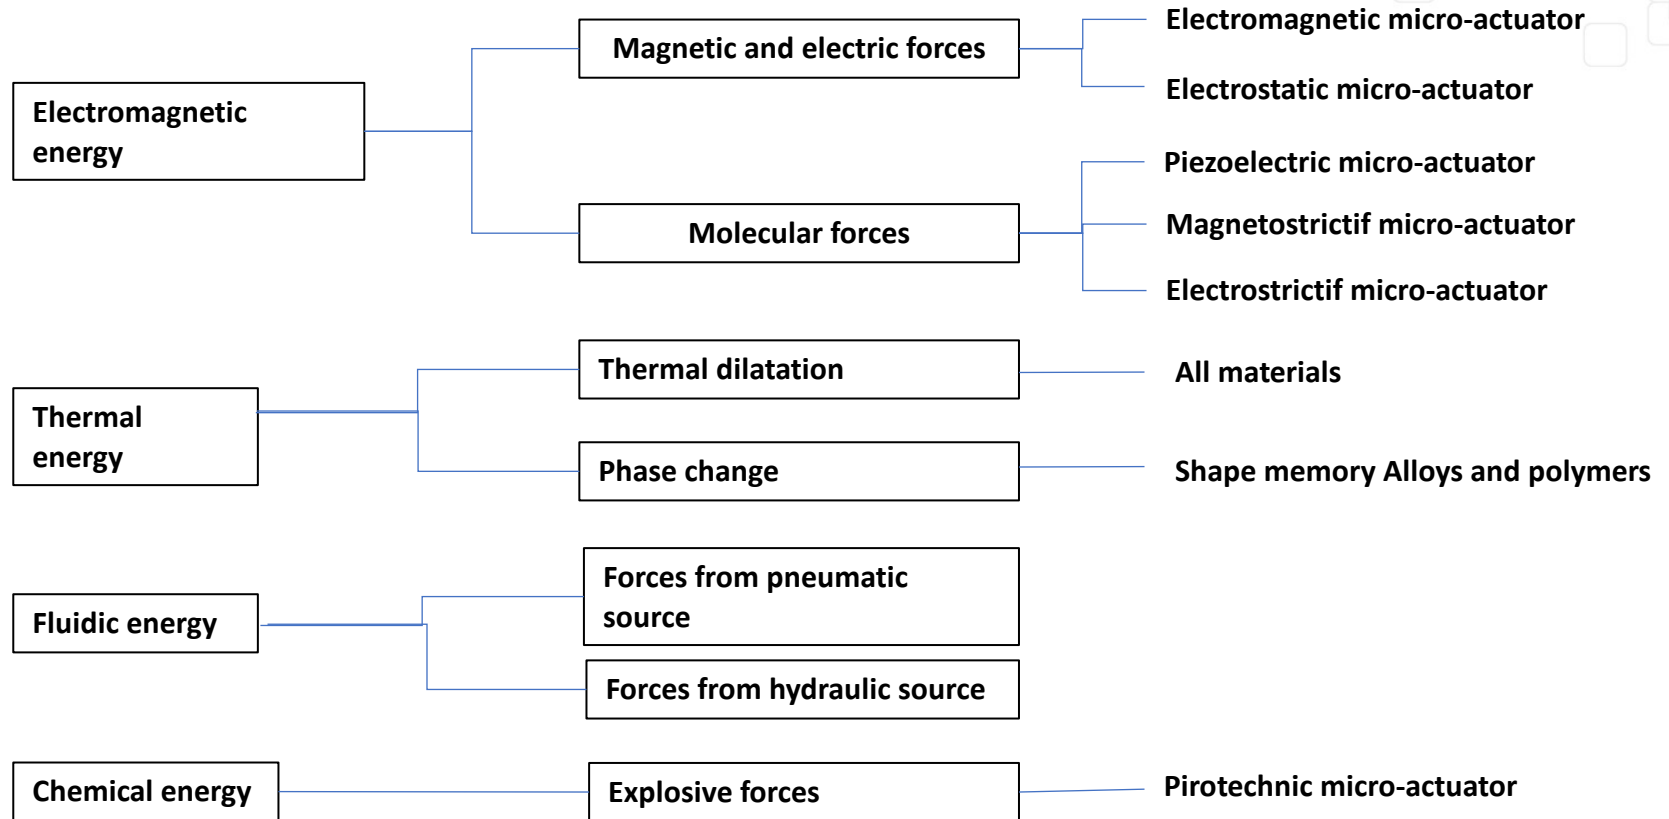 Electromagnetic
energy
Magnetic and electric forces
Electromagnetic micro-actuator
Electrostatic micro-actuator
Molecular forces
Piezoelectric micro-actuator
Magnetostrictif micro-actuator
Electrostrictif micro-actuator
Thermal
energy
Thermal dilatation
All materials
Phase change
Shape memory Alloys and polymers
Fluidic energy
Forces from pneumatic
source
Forces from hydraulic source
Chemical energy
Explosive forces
Pirotechnic micro-actuator